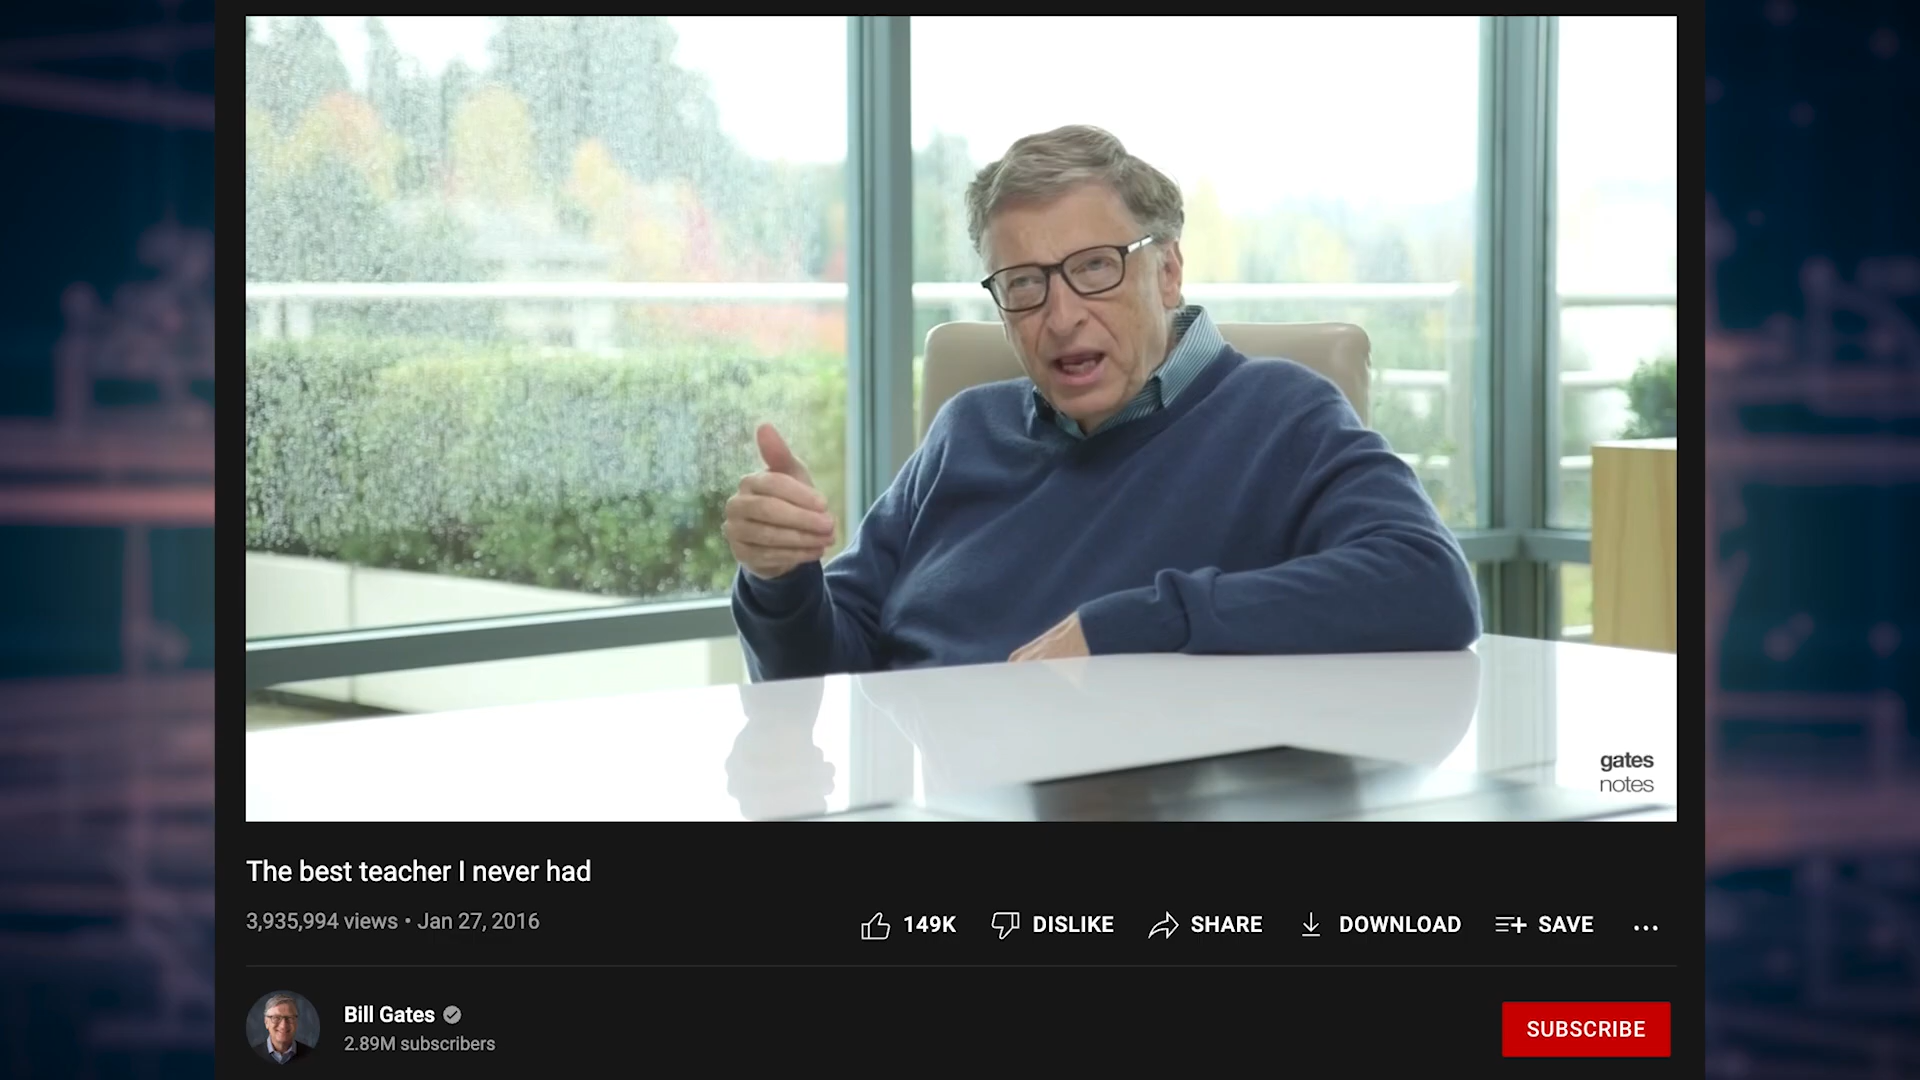 gates
notes
The best teacher I never had
3,935,994 views • Jan 27, 2016
149K DISLIKE SHARE DOWNLOAD SAVE ...
Bill Gates
2.89M subscribers
SUBSCRIBE